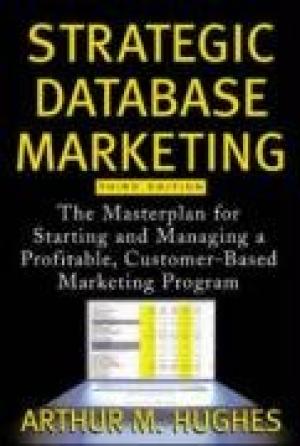 STRATEGIC
DATABASE
MARKETING
THIRD EDITION
The Masterplan for
Starting and Managing a
Profitable, Customer-Based
Marketing Program
ARTHUR M. HUGHES